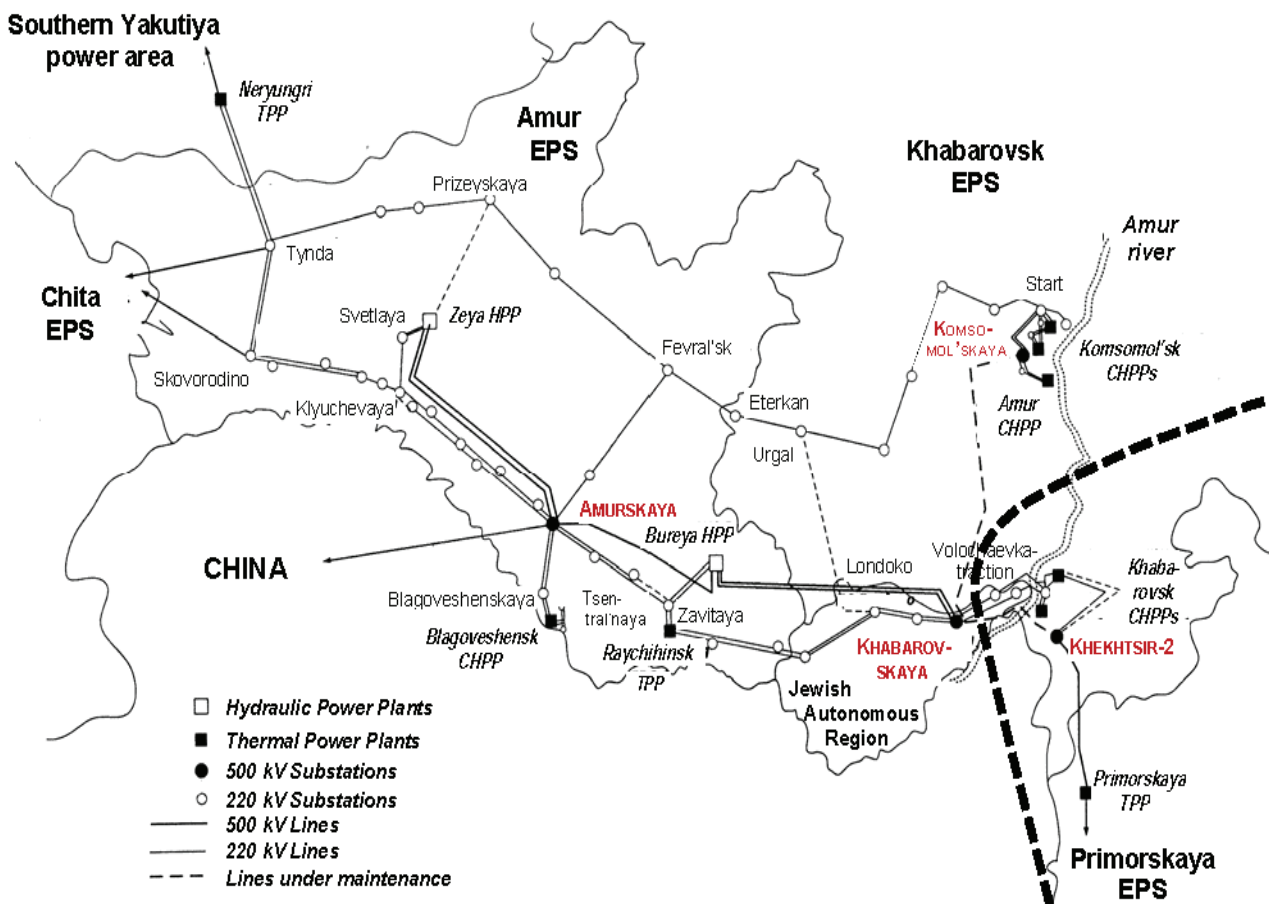 Southern Yakutiya
power area
Neryungri
TPP
Amur
EPS
Khabarovsk
EPS
Prizeyskaya
Amur
river
Tynda
Chita
EPS
Svetlaya
Zeya HPP
Start
KOMSO-
MOL'SKAYA
Komsomol'sk
CHPPs
Skovorodino
Fevral'sk
Klyuchevaya
Eterkan
Amur
CHPP
Urgal
AMURSKAYA
Bureya HPP
CHINA
Londoko
Volochaevka-
traction
Khaba-
rovsk
CHPPs
Blagoveshenskaya
Tsen-
tral'naya
Zavitaya
Blagoveshensk
CHPP
Raychihinsk
TPP
KHABAROV-
SKAYA
KHEKHTSIR-2
Jewish
Autonomous
Region
Hydraulic Power Plants
Thermal Power Plants
500 kV Substations
220 kV Substations
500 kV Lines
220 kV Lines
Lines under maintenance
Primorskaya
TPP
Primorskaya
EPS